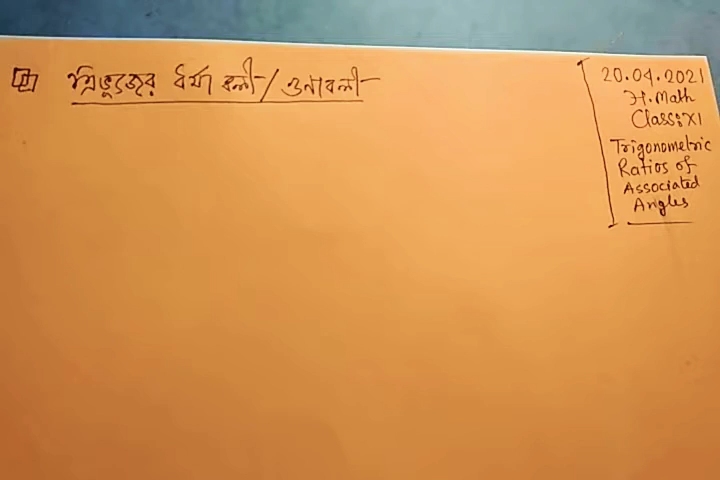 ত্রিভুজের ধর্মাবলী/গুনাবলী
20.04.2021
H.Math
Class:XI
Trigonometric
Ratios of
Associated
Angles